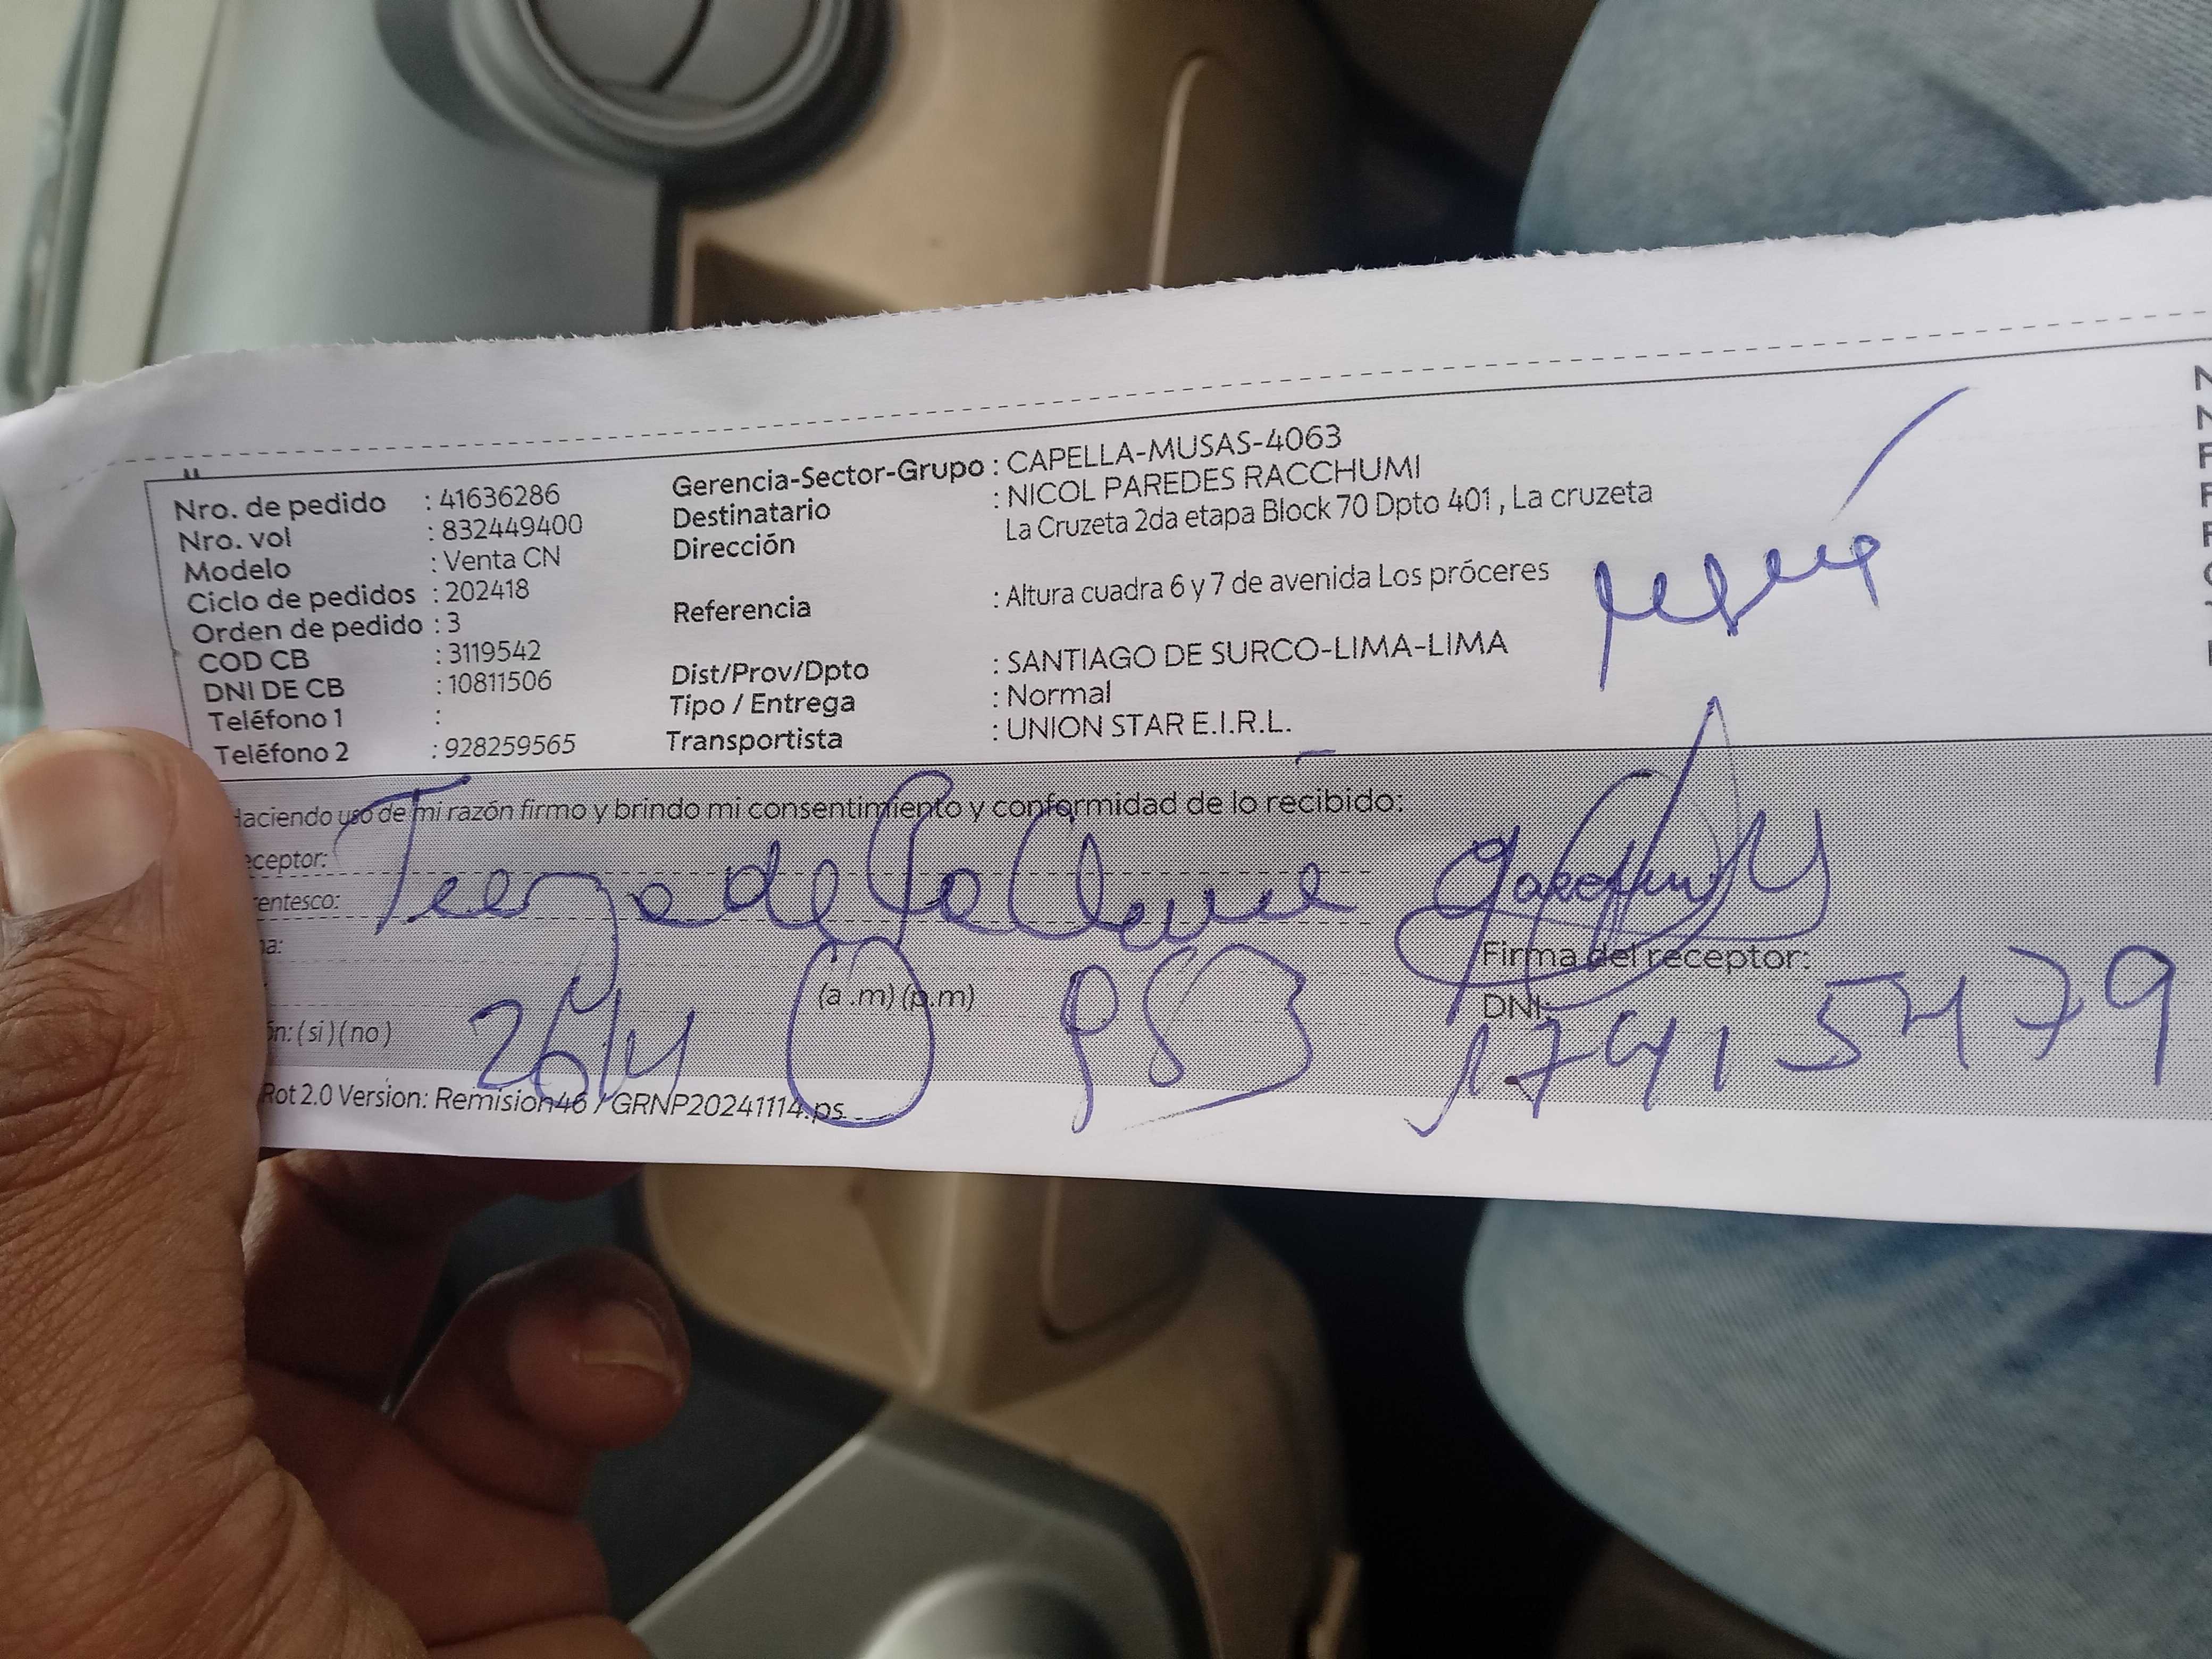 Nro. de pedido : 41636286
Nro. vol : 832449400
Modelo : Venta CN
Ciclo de pedidos : 202418
Orden de pedido : 3
COD CB : 3119542
DNI DE CB : 10811506
Teléfono 1 :
Teléfono 2 : 928259565
Gerencia-Sector-Grupo : CAPELLA-MUSAS-4063
Destinatario : NICOL PAREDES RACCHUMI
Dirección La Cruzeta 2da etapa Block 70 Dpto 401 , La cruzeta
Referencia : Altura cuadra 6 y 7 de avenida Los próceres
Dist/Prov/Dpto : SANTIAGO DE SURCO-LIMA-LIMA
Tipo / Entrega : Normal
Transportista : UNION STAR E.I.R.L.
Haciendo uso de mi razón firmo y brindo mi consentimiento y conformidad de lo recibido:
eceptor:
entesco:
na:
Firma del receptor:
(a .m) (p.m)
DNI:
ón: ( si ) ( no )
Rot 2.0 Version: Remision46 / GRNP20241114.ps